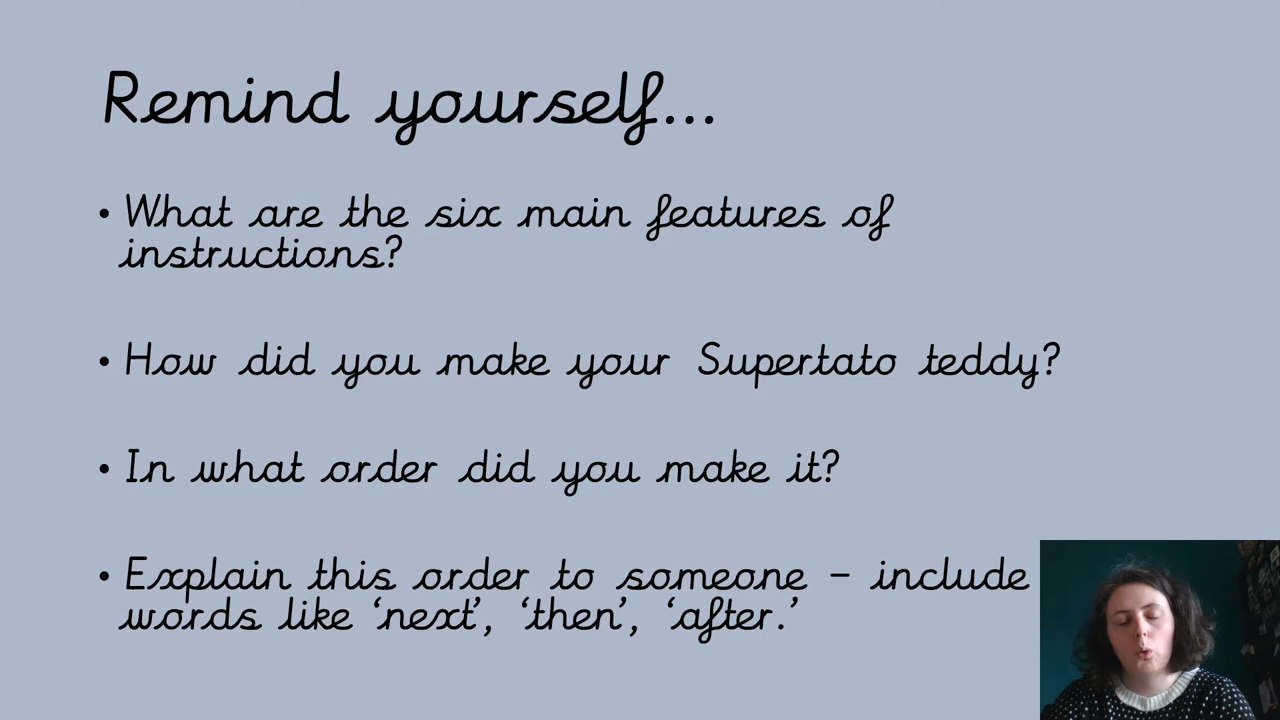 Remind yourself...
• What are the six main features of
instructions?
• How did you make your Supertato teddy?
• In what order did you make it?
• Explain this order to someone – include
words like ‘next’, ‘then’, ‘after.’